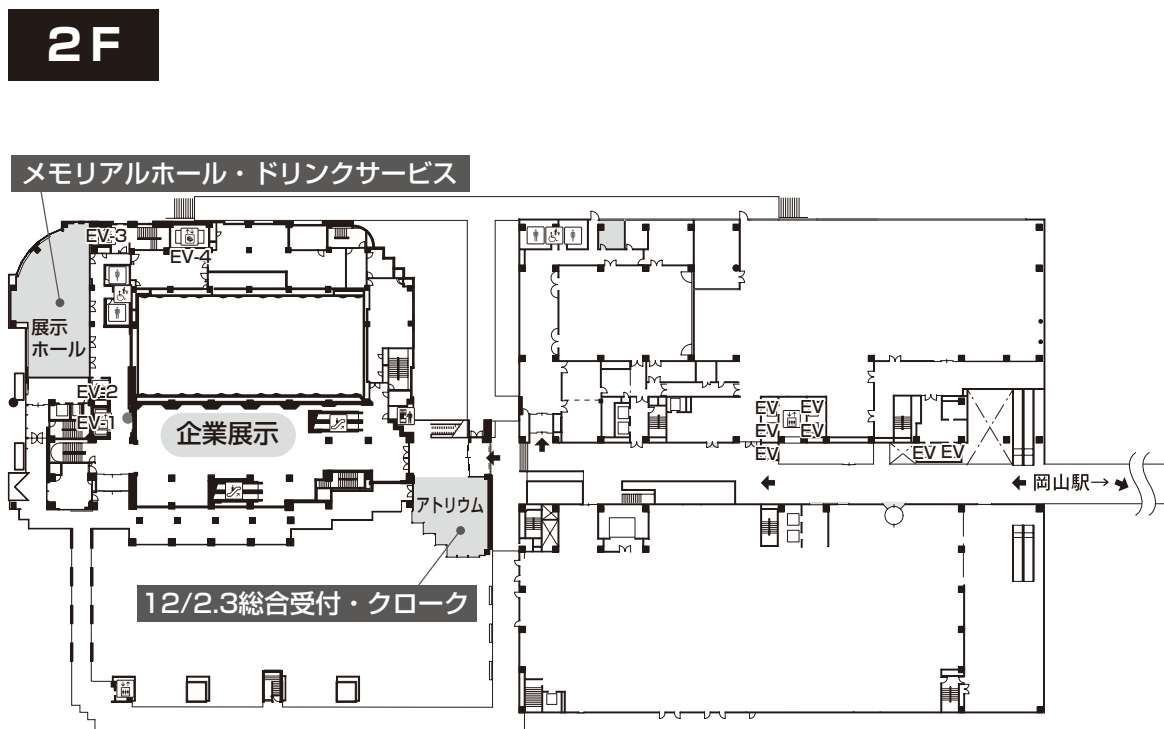 2F
メモリアルホール・ドリンクサービス
EV-3
EV-4
展示
ホール
EV-2
EV-1
企業展示
EV EV
EV EV
EV
EV EV
アトリウム
← 岡山駅→
12/2.3総合受付・クローク